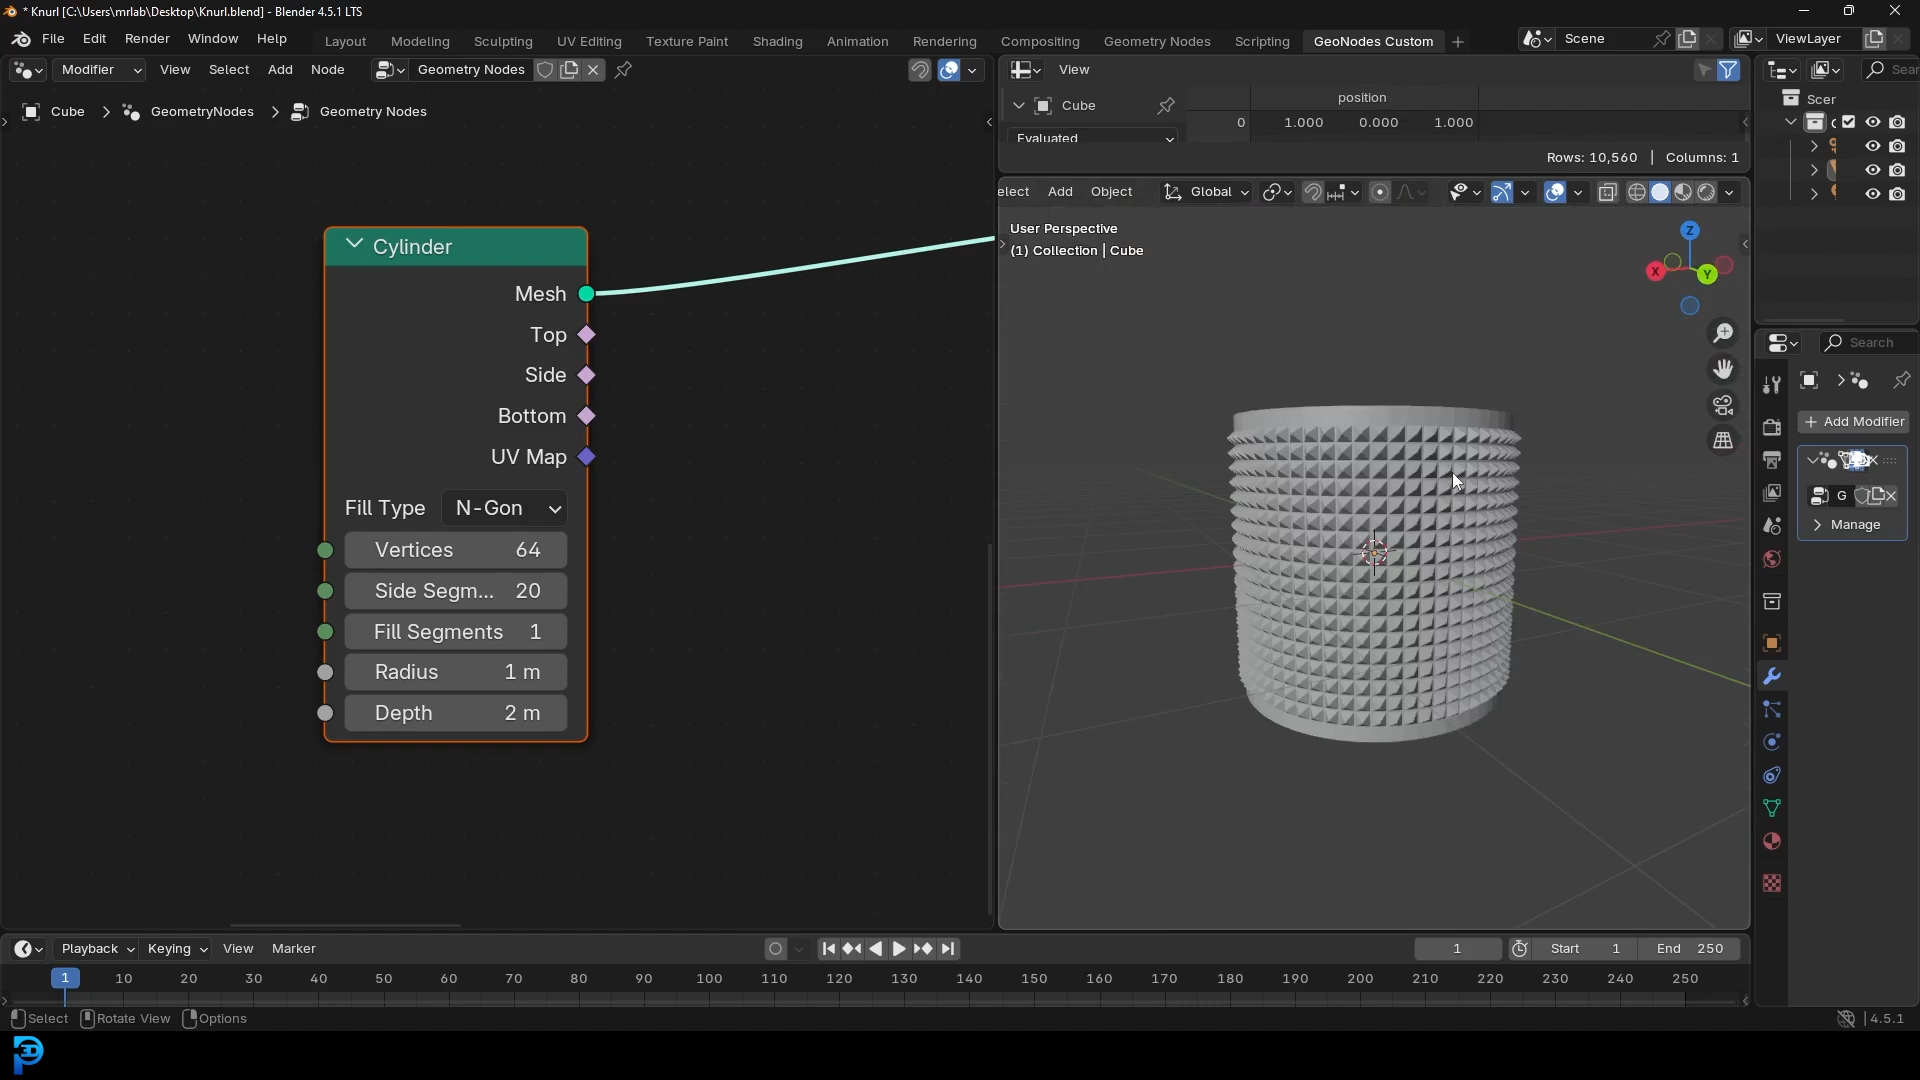 * Knurl [C:\Users\mrlab\Desktop\Knurl.blend] - Blender 4.5.1 LTS
File Edit Render Window Help
Layout Modeling Sculpting UV Editing Texture Paint Shading Animation Rendering Compositing Geometry Nodes Scripting GeoNodes Custom
Scene
ViewLayer
Modifier View Select Add Node
Geometry Nodes
Cube > GeometryNodes > Geometry Nodes
Cylinder
Mesh
Top
Side
Bottom
UV Map
Fill Type N-Gon
Vertices 64
Side Segm... 20
Fill Segments 1
Radius 1 m
Depth 2 m
View
Cube
Evaluated
position
0 1.000 0.000 1.000
Rows: 10,560 | Columns: 1
elect Add Object Global
User Perspective
(1) Collection | Cube
Z
X
Y
Sear
Scer
Search
Add Modifier
G
Manage
Playback Keying View Marker
1
Start 1
End 250
1 10 20 30 40 50 60 70 80 90 100 110 120 130 140 150 160 170 180 190 200 210 220 230 240 250
Select Rotate View Options
4.5.1
3D